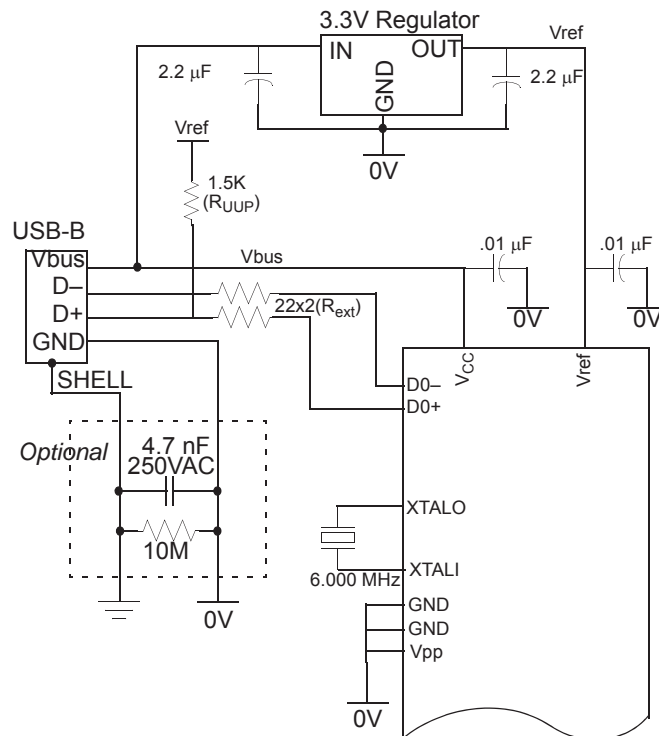 3.3V Regulator
IN
OUT
GND
Vref
2.2 μF
2.2 μF
0V
Vref
1.5K
(RUUP)
USB-B
Vbus
D–
D+
GND
SHELL
Vbus
22x2(Rext)
.01 μF
.01 μF
0V
0V
VCC
Vref
D0–
D0+
Optional
4.7 nF
250VAC
10M
0V
XTALO
6.000 MHz
XTALI
GND
GND
Vpp
0V